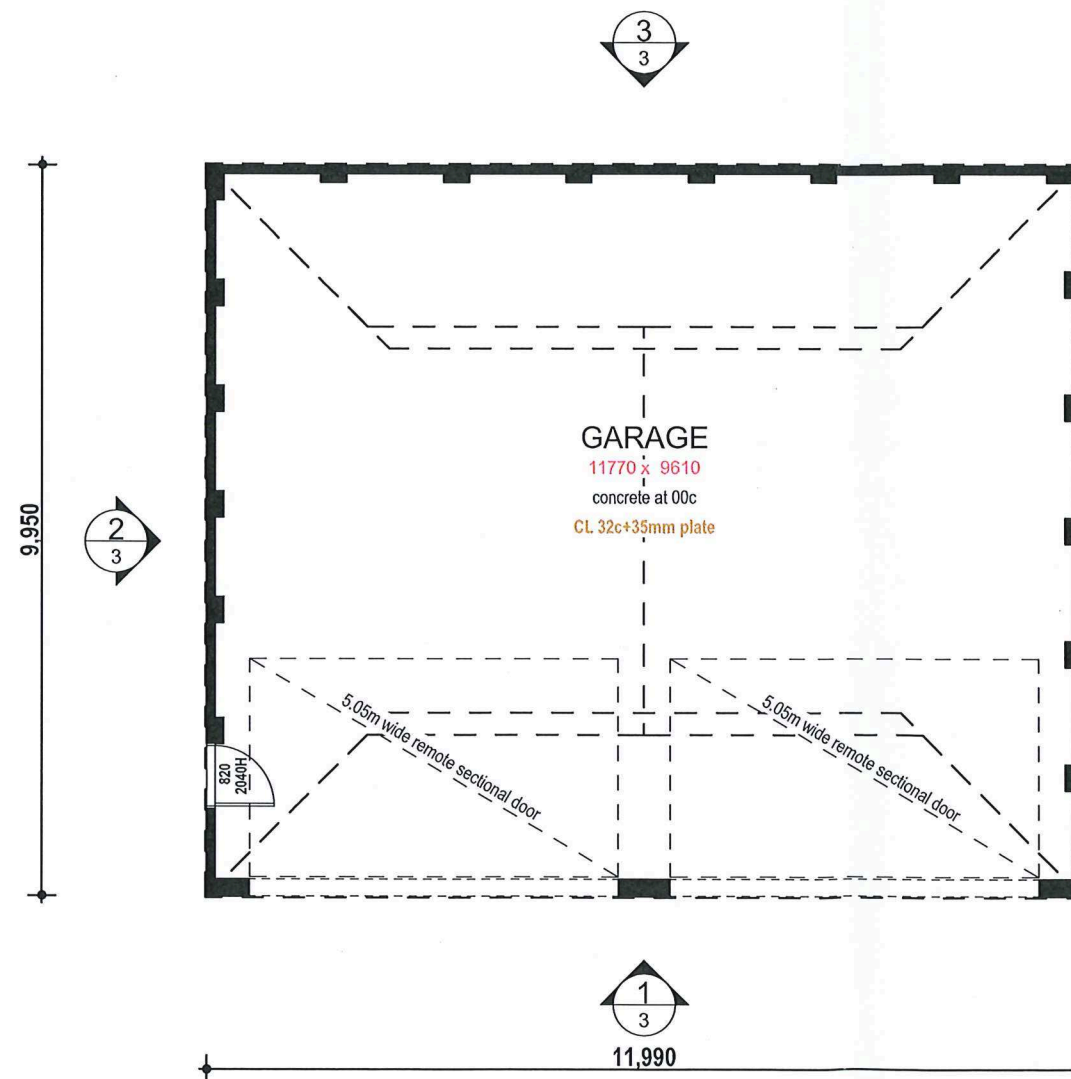 3
3
9,950
GARAGE
11770 x 9610
concrete at 00c
CL 32c+35mm plate
2
3
5.05m wide remote sectional door
5.05m wide remote sectional door
820
2040H
1
3
11,990